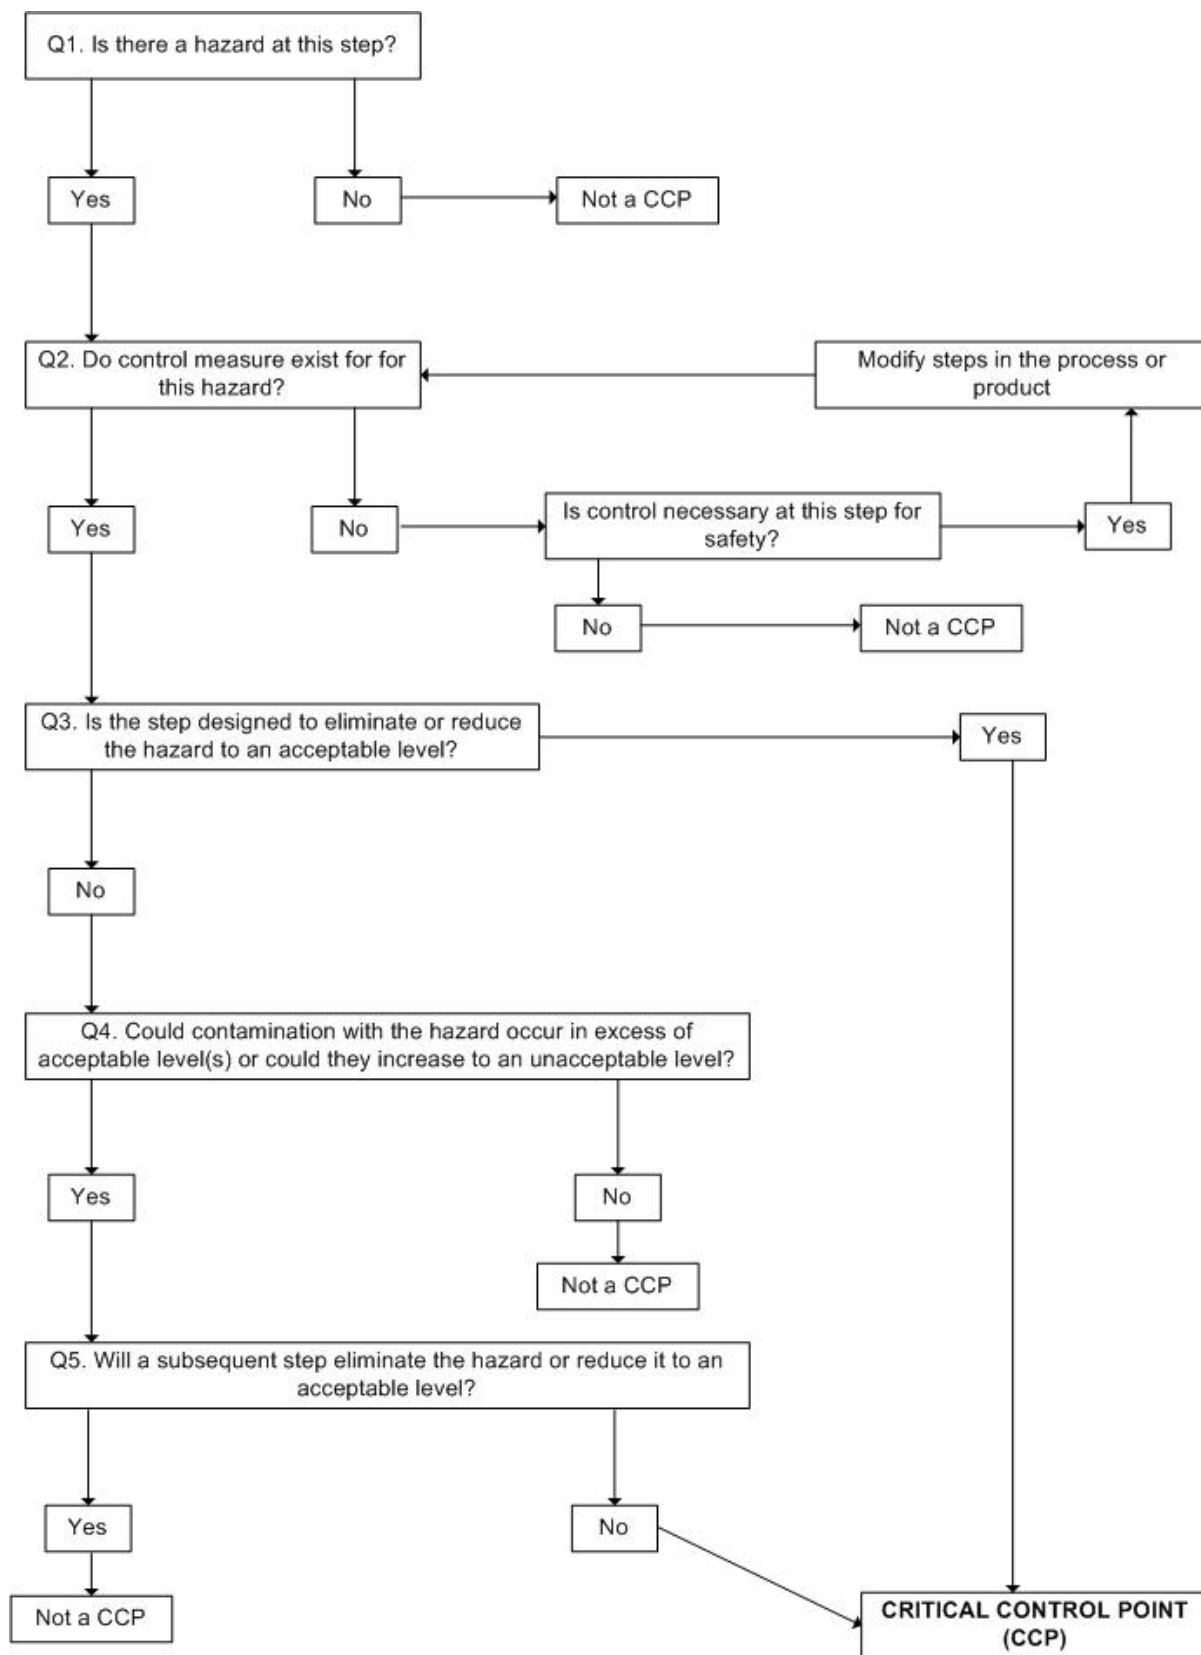 Q1. Is there a hazard at this step?
Yes
No
Not a CCP
Q2. Do control measure exist for for
this hazard?
Modify steps in the process or
product
Yes
No
Is control necessary at this step for
safety?
Yes
No
Not a CCP
Q3. Is the step designed to eliminate or reduce
the hazard to an acceptable level?
Yes
No
Q4. Could contamination with the hazard occur in excess of
acceptable level(s) or could they increase to an unacceptable level?
Yes
No
Not a CCP
Q5. Will a subsequent step eliminate the hazard or reduce it to an
acceptable level?
Yes
No
Not a CCP
CRITICAL CONTROL POINT
(CCP)